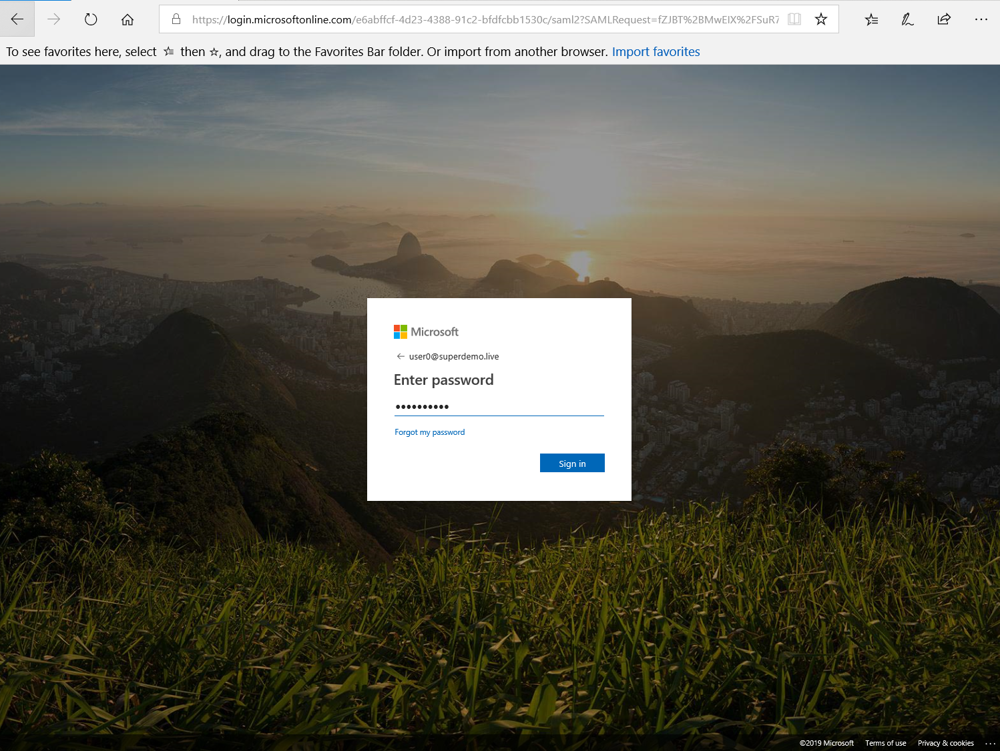 https://login.microsoftonline.com/e6abffcf-4d23-4388-91c2-bfdfcbb1530c/saml2?SAMLRequest=fZJBT%2BMwEIX%2FSuR7
To see favorites here, select then , and drag to the Favorites Bar folder. Or import from another browser. Import favorites
Microsoft
user0@superdemo.live
Enter password
••••••••••
Forgot my password
Sign in
©2019 Microsoft Terms of use Privacy & cookies ...